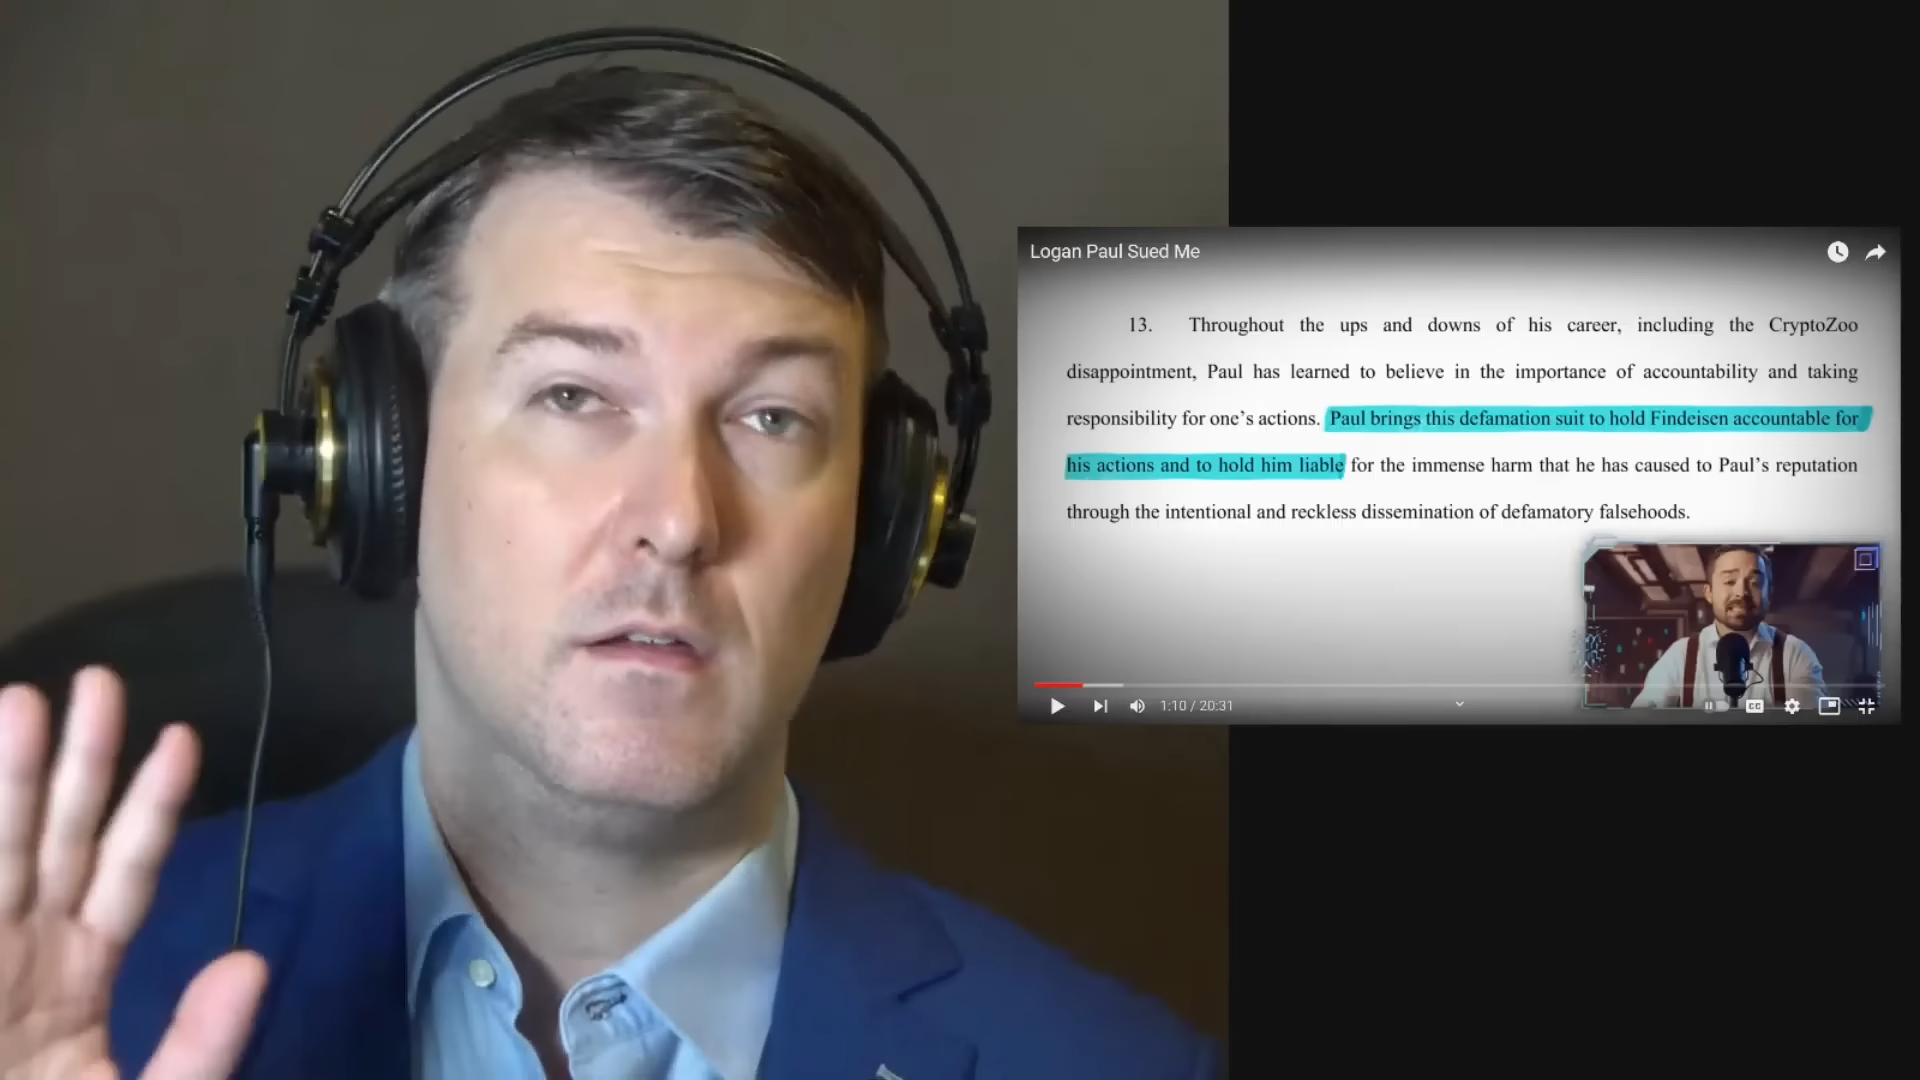 Logan Paul Sued Me
13. Throughout the ups and downs of his career, including the CryptoZoo
disappointment, Paul has learned to believe in the importance of accountability and taking
responsibility for one's actions. Paul brings this defamation suit to hold Findeisen accountable for
his actions and to hold him liable for the immense harm that he has caused to Paul's reputation
through the intentional and reckless dissemination of defamatory falsehoods.
1:10 / 20:31
CC